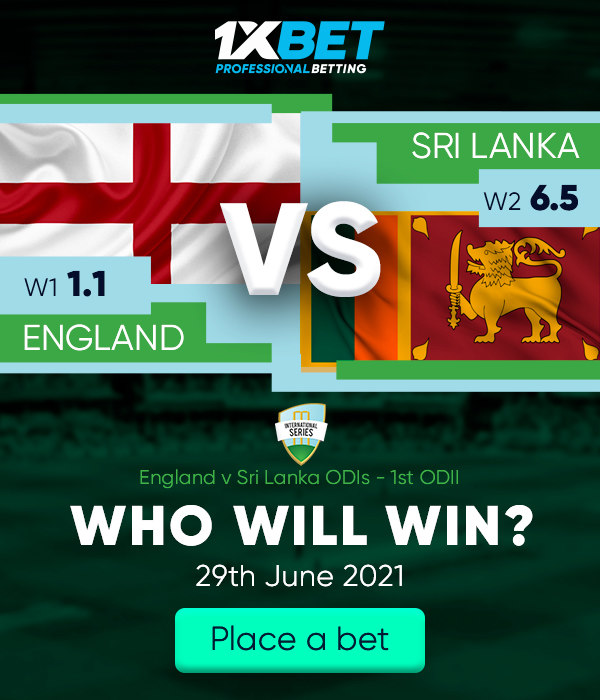 1XBET
PROFESSIONAL BETTING
SRI LANKA
W2 6.5
VS
W1 1.1
ENGLAND
INTERNATIONAL
SERIES
England v Sri Lanka ODIs - 1st ODII
WHO WILL WIN?
29th June 2021
Place a bet